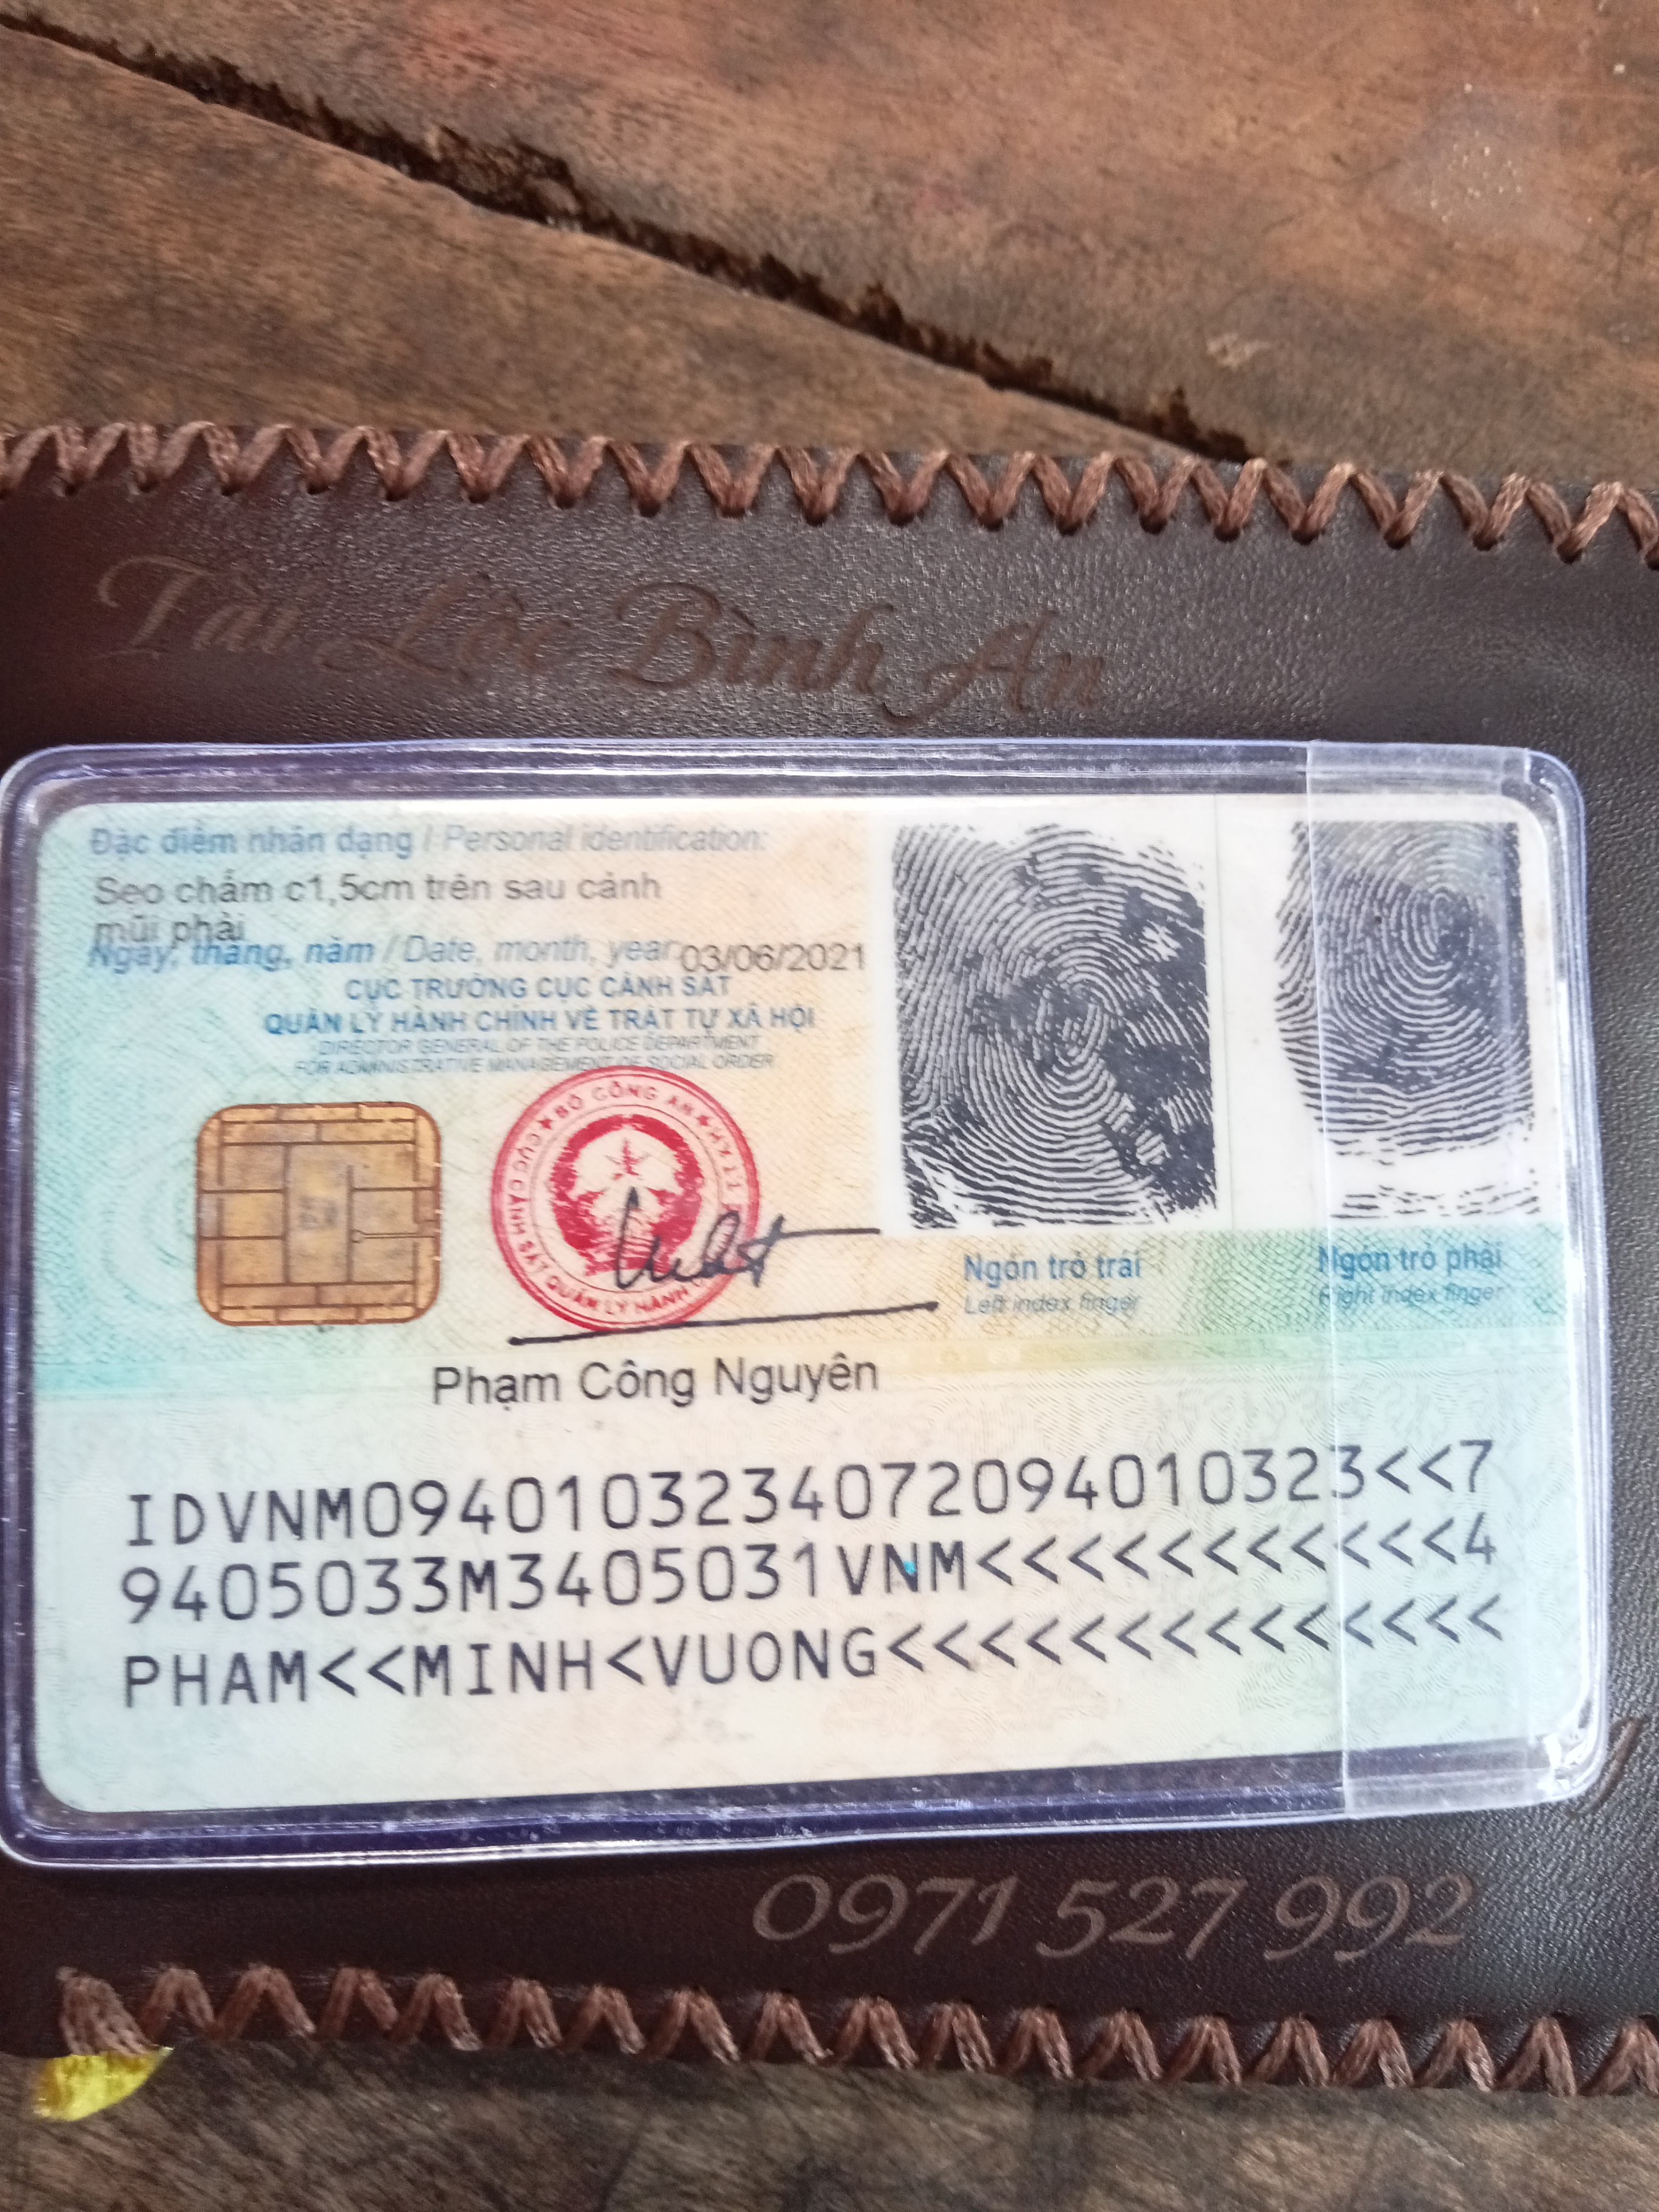 Tài Lộc Bình An
Đặc điểm nhân dạng / Personal identification:
Sẹo chấm c1,5cm trên sau cánh
mũi phải
Ngày, tháng, năm / Date, month, year: 03/06/2021
CỤC TRƯỞNG CỤC CẢNH SÁT
QUẢN LÝ HÀNH CHÍNH VỀ TRẬT TỰ XÃ HỘI
DIRECTOR GENERAL OF THE POLICE DEPARTMENT
FOR ADMINISTRATIVE MANAGEMENT OF SOCIAL ORDER
BỘ CÔNG AN
CỤC CẢNH SÁT QUẢN LÝ HÀNH
Ngón trỏ trái
Left index finger
Ngón trỏ phải
Right index finger
Phạm Công Nguyên
IDVNM0940103234072094010323<<7
9405033M3405031VNM<<<<<<<<<<<4
PHAM<<MINH<VUONG<<<<<<<<<<<<<<
0971 527 992